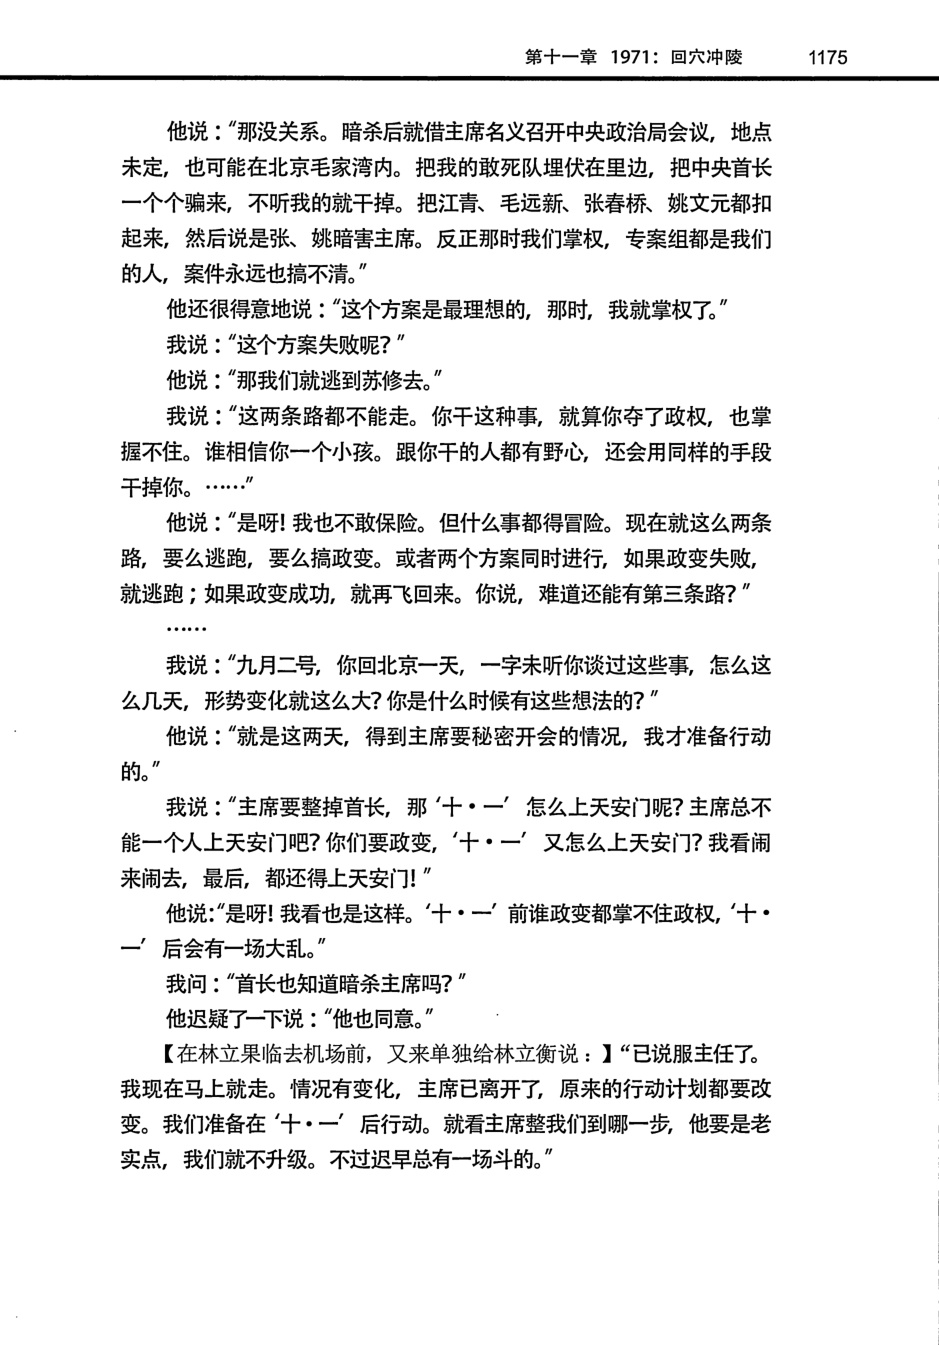 第十一章 1971：回穴冲陵 1175
他说："那没关系。暗杀后就借主席名义召开中央政治局会议，地点
未定，也可能在北京毛家湾内。把我的敢死队埋伏在里边，把中央首长
一个个骗来，不听我的就干掉。把江青、毛远新、张春桥、姚文元都扣
起来，然后说是张、姚暗害主席。反正那时我们掌权，专案组都是我们
的人，案件永远也搞不清。"
他还很得意地说："这个方案是最理想的，那时，我就掌权了。"
我说："这个方案失败呢？"
他说："那我们就逃到苏修去。"
我说："这两条路都不能走。你干这种事，就算你夺了政权，也掌
握不住。谁相信你一个小孩。跟你干的人都有野心，还会用同样的手段
干掉你。……"
他说："是呀！我也不敢保险。但什么事都得冒险。现在就这么两条
路，要么逃跑，要么搞政变。或者两个方案同时进行，如果政变失败，
就逃跑；如果政变成功，就再飞回来。你说，难道还能有第三条路？"
……
我说："九月二号，你回北京一天，一字未听你谈过这些事，怎么这
么几天，形势变化就这么大？你是什么时候有这些想法的？"
他说："就是这两天，得到主席要秘密开会的情况，我才准备行动
的。"
我说："主席要整掉首长，那'十·一'怎么上天安门呢？主席总不
能一个人上天安门吧？你们要政变，'十·一'又怎么上天安门？我看闹
来闹去，最后，都还得上天安门！"
他说："是呀！我看也是这样。'十·一'前谁政变都掌不住政权，'十·
一'后会有一场大乱。"
我问："首长也知道暗杀主席吗？"
他迟疑了一下说："他也同意。"
【在林立果临去机场前，又来单独给林立衡说：】"已说服主任了。
我现在马上就走。情况有变化，主席已离开了，原来的行动计划都要改
变。我们准备在'十·一'后行动。就看主席整我们到哪一步，他要是老
实点，我们就不升级。不过迟早总有一场斗的。"